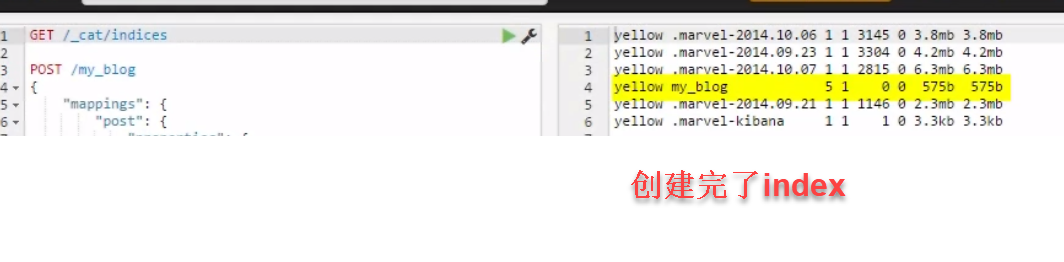 1 GET /_cat/indices
2
3 POST /my_blog
4 {
5 "mappings": {
6 "post": {
1 yellow .marvel-2014.10.06 1 1 3145 0 3.8mb 3.8mb
2 yellow .marvel-2014.09.23 1 1 3304 0 4.2mb 4.2mb
3 yellow .marvel-2014.10.07 1 1 2815 0 6.3mb 6.3mb
4 yellow my_blog 5 1 0 0 575b 575b
5 yellow .marvel-2014.09.21 1 1 1146 0 2.3mb 2.3mb
6 yellow .marvel-kibana 1 1 1 0 3.3kb 3.3kb
创建完了index